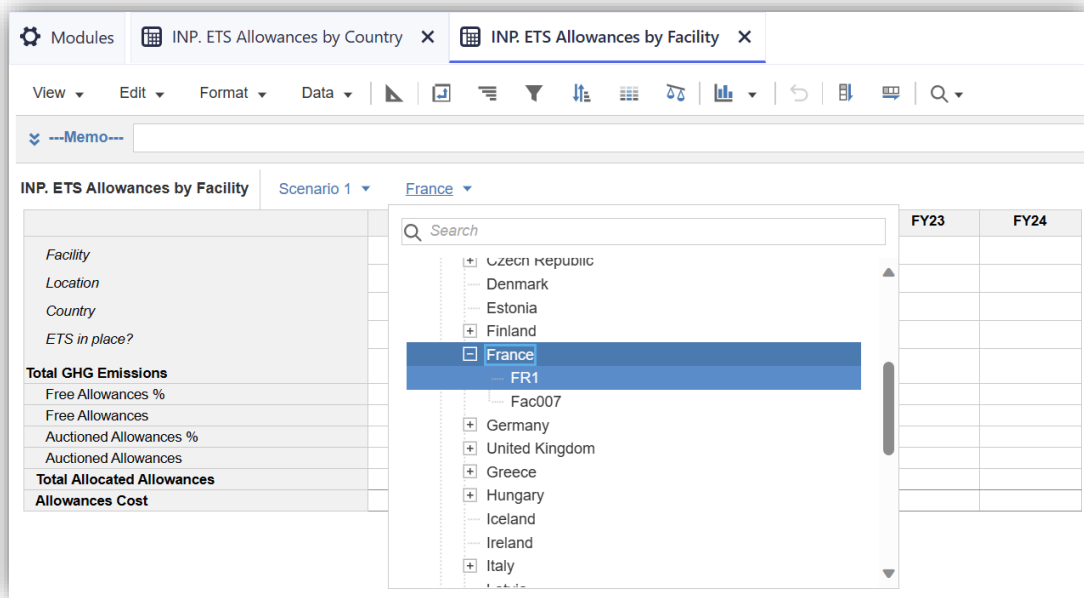 Modules INP. ETS Allowances by Country INP. ETS Allowances by Facility
View Edit Format Data
---Memo---
INP. ETS Allowances by Facility Scenario 1 France
Search
FY23 FY24
Facility
Location
Country
ETS in place?
Total GHG Emissions
Free Allowances %
Free Allowances
Auctioned Allowances %
Auctioned Allowances
Total Allocated Allowances
Allowances Cost
Czech Republic
Denmark
Estonia
Finland
France
FR1
Fac007
Germany
United Kingdom
Greece
Hungary
Iceland
Ireland
Italy